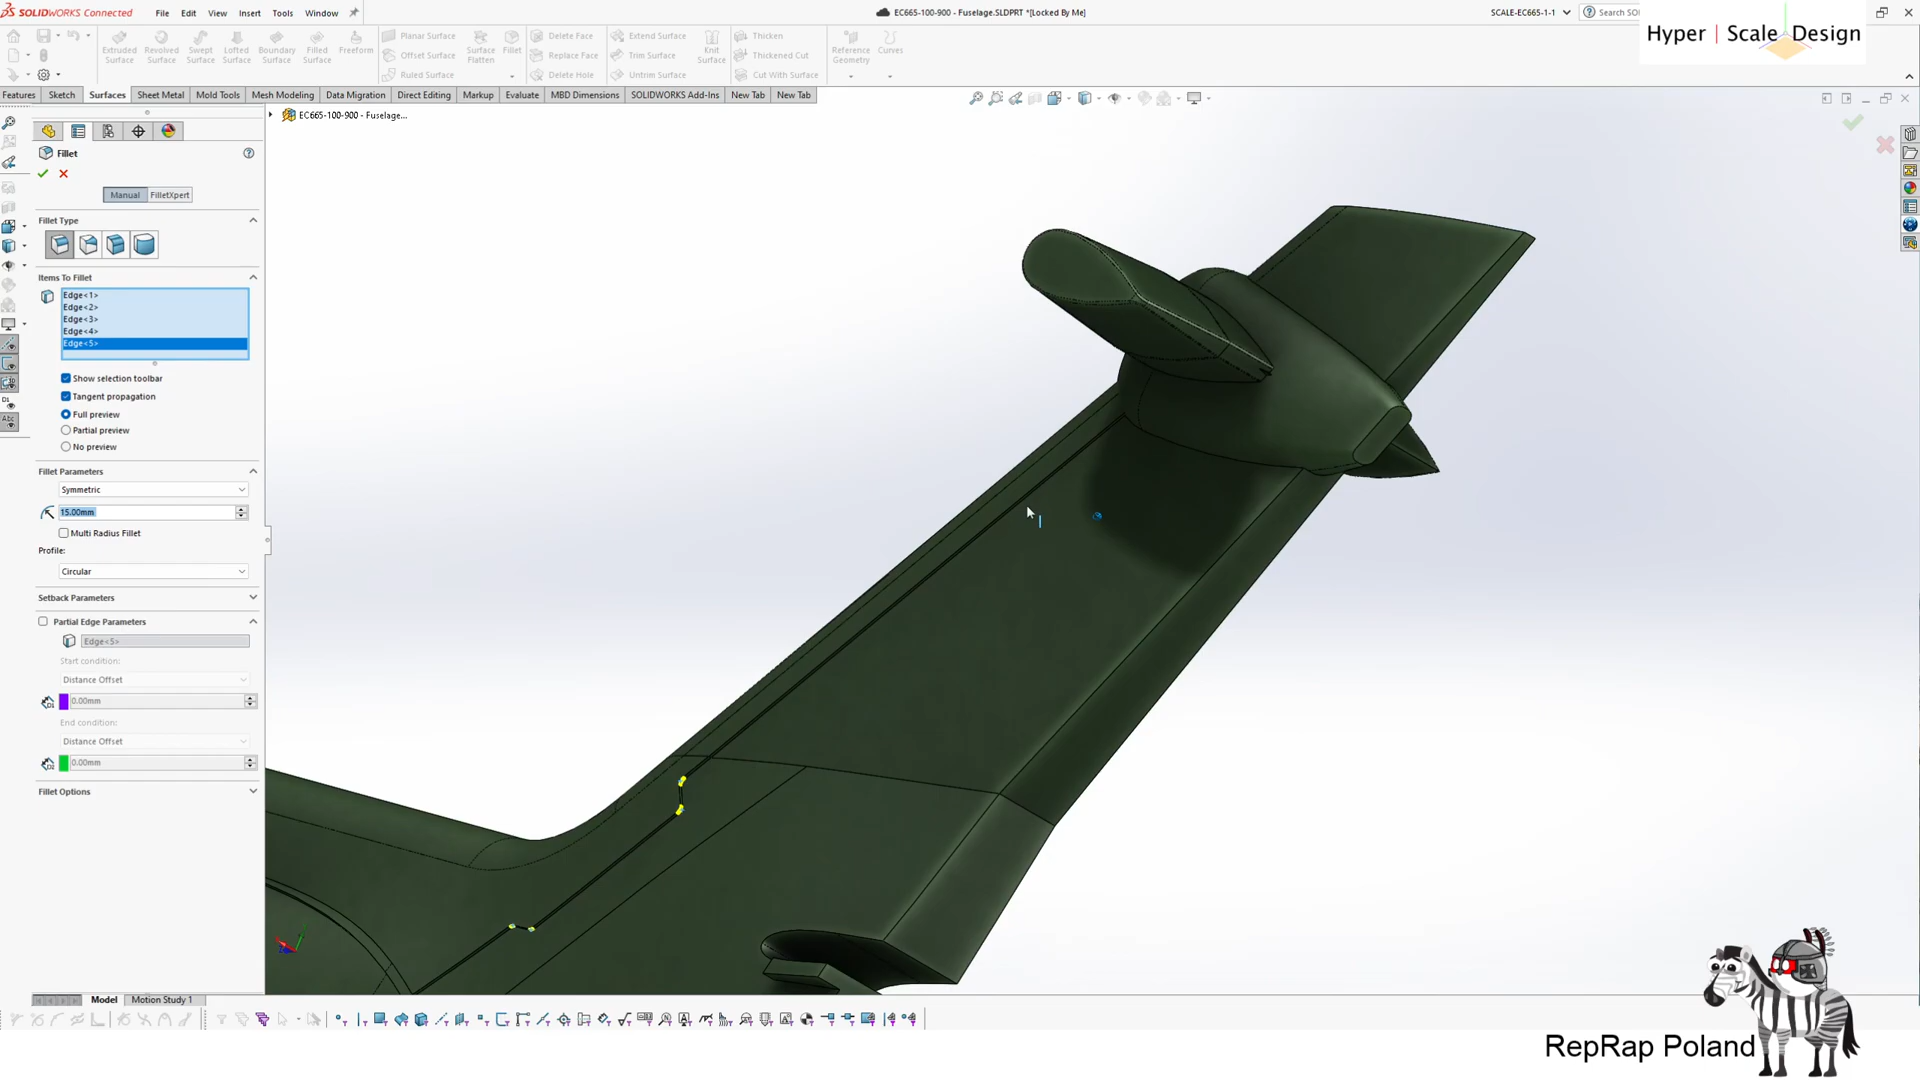 SOLIDWORKS Connected
File Edit View Insert Tools Window
EC665-100-900 - Fuselage.SLDPRT *[Locked By Me]
SCALE-EC665-1-1
Search SOL
Hyper | Scale Design
Extruded Surface
Revolved Surface
Swept Surface
Lofted Surface
Boundary Surface
Filled Surface
Freeform
Planar Surface
Offset Surface
Ruled Surface
Surface Flatten
Fillet
Delete Face
Replace Face
Delete Hole
Extend Surface
Trim Surface
Untrim Surface
Knit Surface
Thicken
Thickened Cut
Cut With Surface
Reference Geometry
Curves
Features Sketch Surfaces Sheet Metal Mold Tools Mesh Modeling Data Migration Direct Editing Markup Evaluate MBD Dimensions SOLIDWORKS Add-Ins New Tab New Tab
EC665-100-900 - Fuselage...
Fillet
Manual FilletXpert
Fillet Type
Items To Fillet
Edge<1>
Edge<2>
Edge<3>
Edge<4>
Edge<5>
Show selection toolbar
Tangent propagation
Full preview
Partial preview
No preview
Fillet Parameters
Symmetric
15.00mm
Multi Radius Fillet
Profile:
Circular
Setback Parameters
Partial Edge Parameters
Edge<5>
Start condition:
Distance Offset
0.00mm
End condition:
Distance Offset
0.00mm
Fillet Options
Model Motion Study 1
RepRap Poland